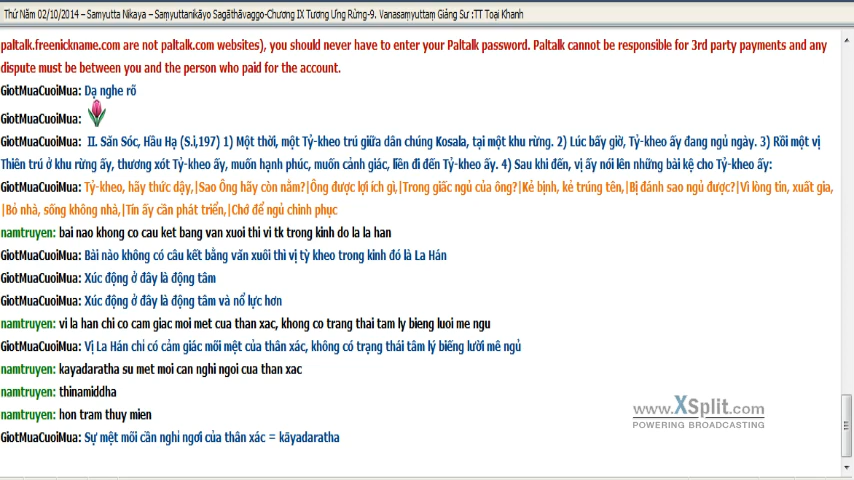 Thứ Năm 02/10/2014 – Samyutta Nikaya – Saṃyuttanikāyo Sagāthāvaggo-Chương IX Tương Ưng Rừng-9. Vanasaṃyuttaṃ Giảng Sư :TT Toại Khanh
paltalk.freenickname.com are not paltalk.com websites), you should never have to enter your Paltalk password. Paltalk cannot be responsible for 3rd party payments and any
dispute must be between you and the person who paid for the account.
GiotMuaCuoiMua: Dạ nghe rõ
GiotMuaCuoiMua:
GiotMuaCuoiMua: II. Săn Sóc, Hầu Hạ (S.i,197) 1) Một thời, một Tỷ-kheo trú giữa dân chúng Kosala, tại một khu rừng. 2) Lúc bấy giờ, Tỷ-kheo ấy đang ngủ ngày. 3) Rồi một vị
Thiên trú ở khu rừng ấy, thương xót Tỷ-kheo ấy, muốn hạnh phúc, muốn cảnh giác, liền đi đến Tỷ-kheo ấy. 4) Sau khi đến, vị ấy nói lên những bài kệ cho Tỷ-kheo ấy:
GiotMuaCuoiMua: Tỷ-kheo, hãy thức dậy,|Sao Ông hãy còn nằm?|Ông được lợi ích gì,|Trong giấc ngủ của ông?|Kẻ bịnh, kẻ trúng tên,|Bị đánh sao ngủ được?|Vì lòng tin, xuất gia,
|Bỏ nhà, sống không nhà,|Tín ấy cần phát triển,|Chớ để ngủ chinh phục
namtruyen: bai nao khong co cau ket bang van xuoi thi vi tk trong kinh do la la han
GiotMuaCuoiMua: Bài nào không có câu kết bằng văn xuôi thì vị tỳ kheo trong kinh đó là La Hán
GiotMuaCuoiMua: Xúc động ở đây là động tâm
GiotMuaCuoiMua: Xúc động ở đây là động tâm và nổ lực hơn
namtruyen: vi la han chi co cam giac moi met cua than xac, khong co trang thai tam ly bieng luoi me ngu
GiotMuaCuoiMua: Vị La Hán chỉ có cảm giác mõi mệt của thân xác, không có trạng thái tâm lý biếng lười mê ngủ
namtruyen: kayadaratha su met moi can nghi ngoi cua than xac
namtruyen: thinamiddha
namtruyen: hon tram thuy mien
GiotMuaCuoiMua: Sự mệt mõi cần nghỉ ngơi của thân xác = kāyadaratha
www.XSplit.com
POWERING BROADCASTING